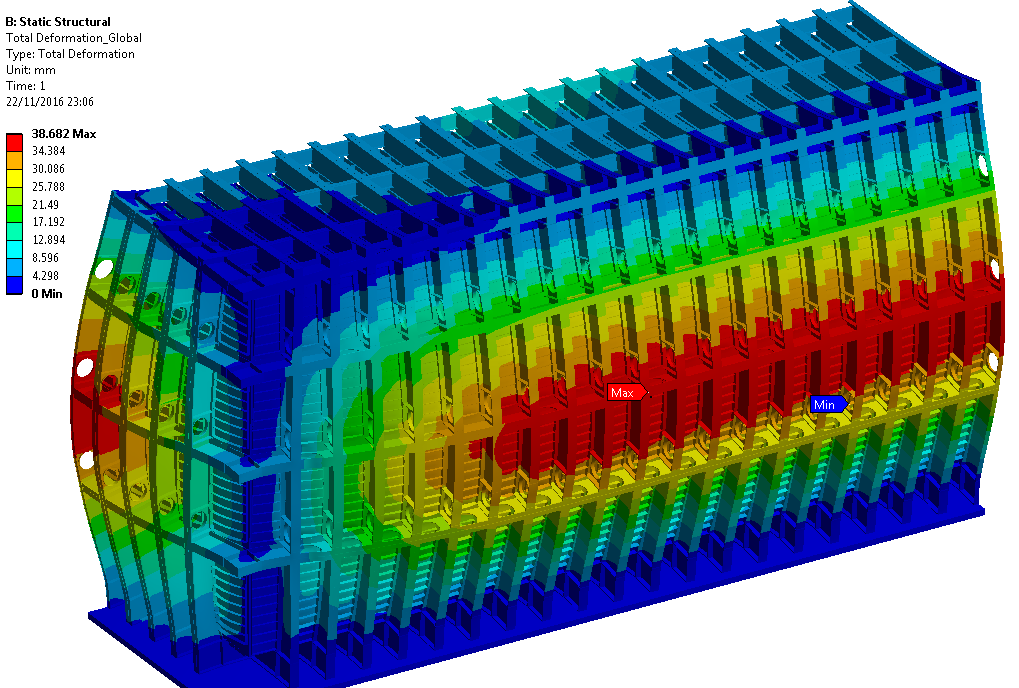 B: Static Structural
Total Deformation_Global
Type: Total Deformation
Unit: mm
Time: 1
22/11/2016 23:06
38.682 Max
34.384
30.086
25.788
21.49
17.192
12.894
8.596
4.298
0 Min
Max
Min